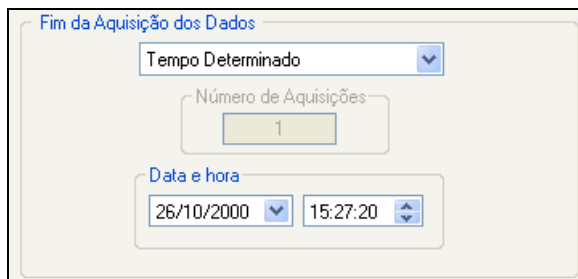 Fim da Aquisição dos Dados
Tempo Determinado
Número de Aquisições
1
Data e hora
26/10/2000 15:27:20